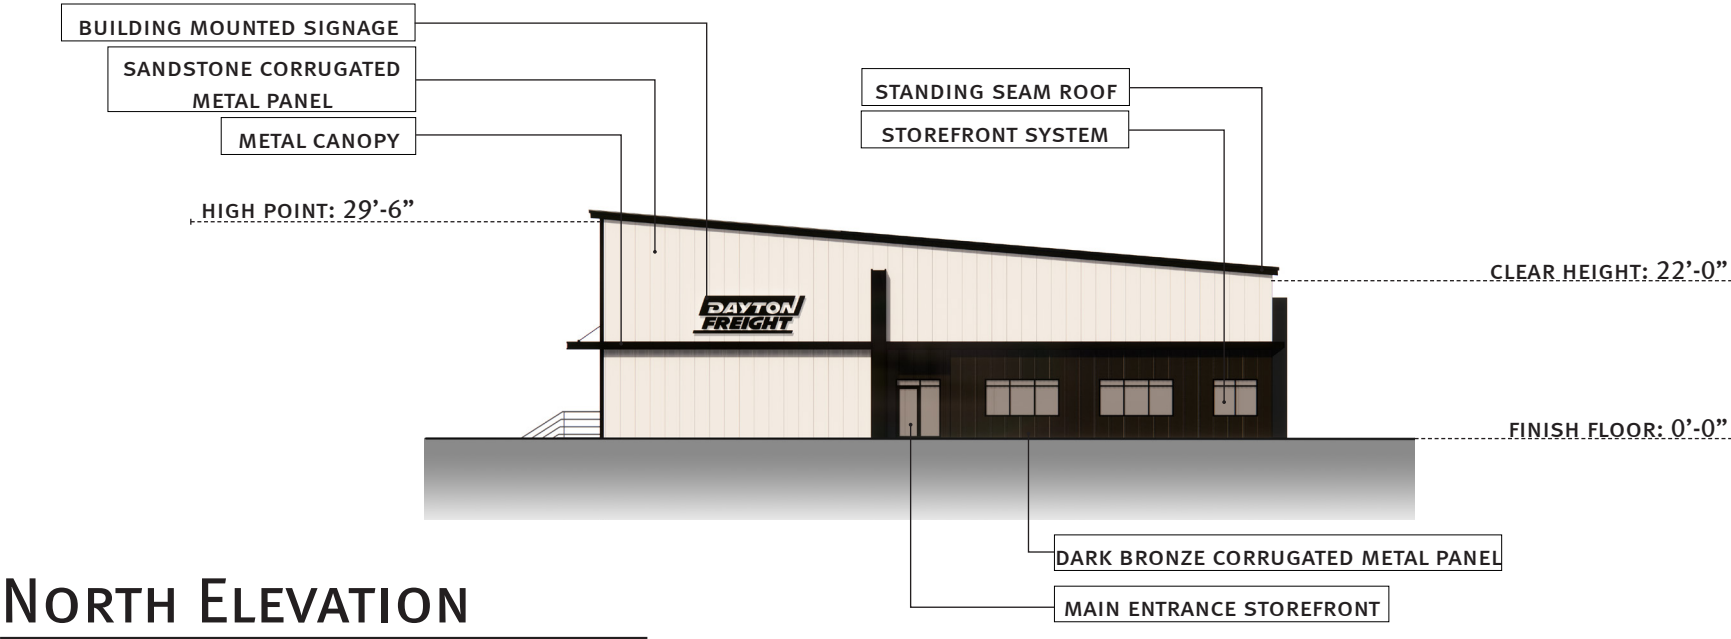 BUILDING MOUNTED SIGNAGE
SANDSTONE CORRUGATED
METAL PANEL
METAL CANOPY
STANDING SEAM ROOF
STOREFRONT SYSTEM
HIGH POINT: 29’-6”
CLEAR HEIGHT: 22’-0”
DAYTON
FREIGHT
FINISH FLOOR: 0’-0”
DARK BRONZE CORRUGATED METAL PANEL
MAIN ENTRANCE STOREFRONT
NORTH ELEVATION